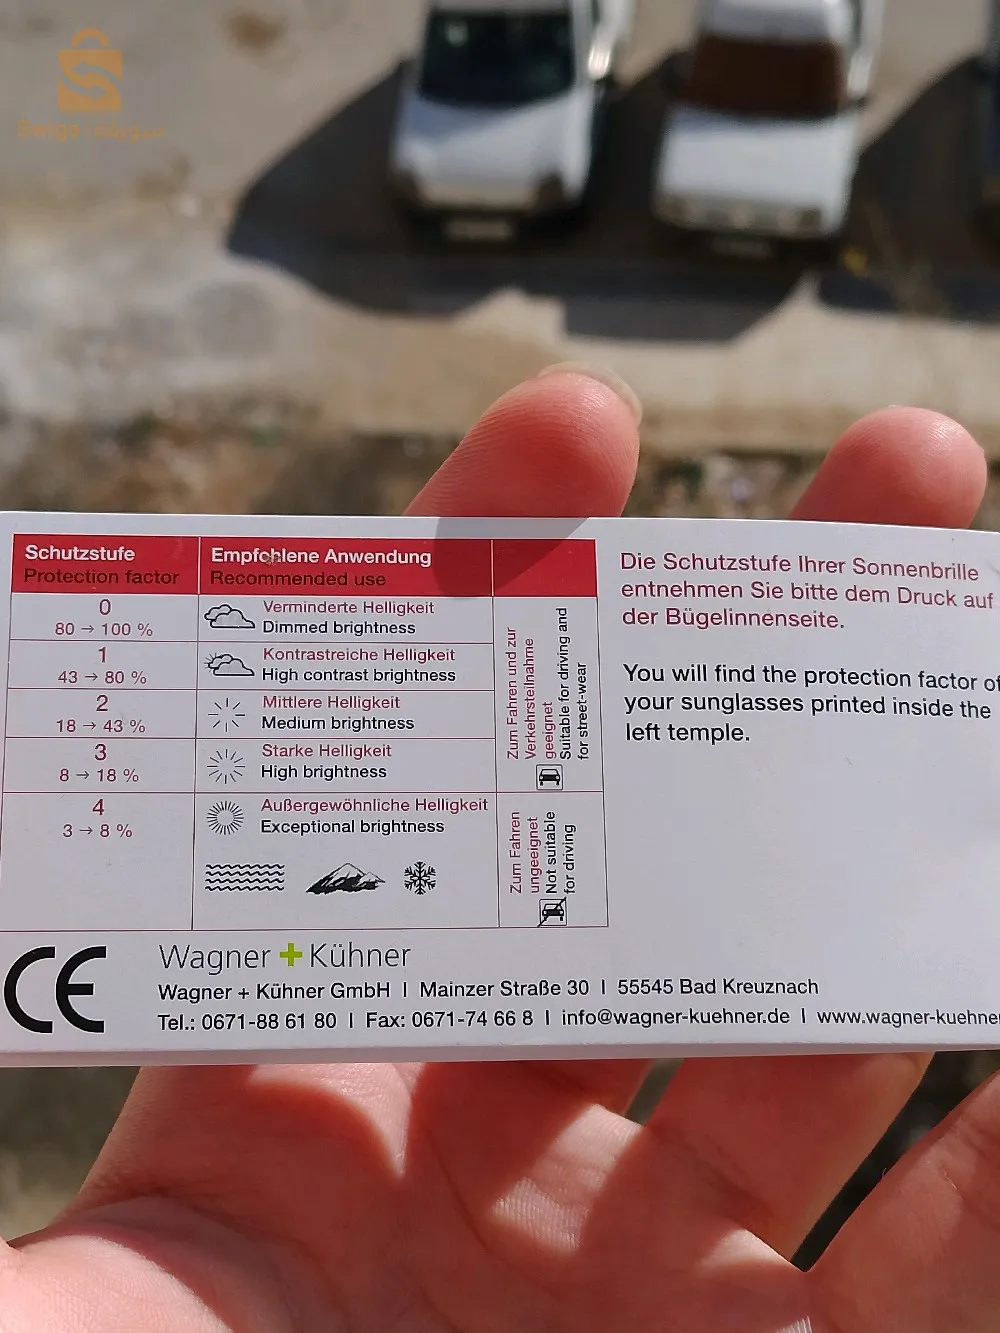 Swiqa سويقة
Schutzstufe
Protection factor
Empfohlene Anwendung
Recommended use
0
80 → 100 %
Verminderte Helligkeit
Dimmed brightness
1
43 → 80 %
Kontrastreiche Helligkeit
High contrast brightness
2
18 → 43 %
Mittlere Helligkeit
Medium brightness
3
8 → 18 %
Starke Helligkeit
High brightness
Zum Fahren und zur
Verkehrsteilnahme
geeignet
Suitable for driving and
for street-wear
4
3 → 8 %
Außergewöhnliche Helligkeit
Exceptional brightness
Zum Fahren
ungeeignet
Not suitable
for driving
Die Schutzstufe Ihrer Sonnenbrille
entnehmen Sie bitte dem Druck auf
der Bügelinnenseite.
You will find the protection factor of
your sunglasses printed inside the
left temple.
CE
Wagner + Kühner
Wagner + Kühner GmbH I Mainzer Straße 30 I 55545 Bad Kreuznach
Tel.: 0671-88 61 80 I Fax: 0671-74 66 8 I info@wagner-kuehner.de I www.wagner-kuehne